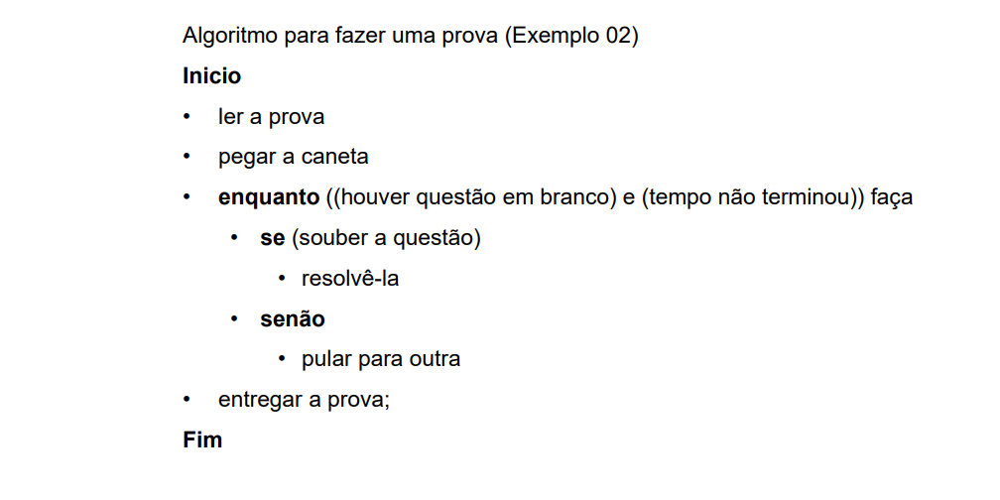 Algoritmo para fazer uma prova (Exemplo 02)
Inicio
• ler a prova
• pegar a caneta
• enquanto ((houver questão em branco) e (tempo não terminou)) faça
• se (souber a questão)
• resolvê-la
• senão
• pular para outra
• entregar a prova;
Fim